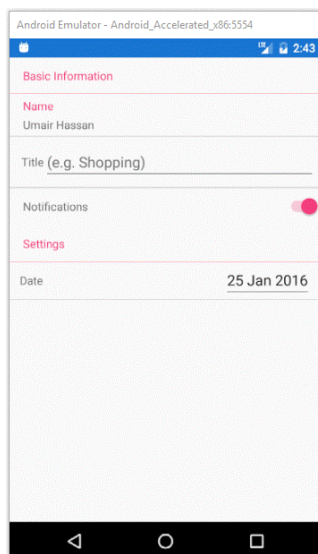 Android Emulator - Android_Accelerated_x86:5554
LTE 2:43
Basic Information
Name
Umair Hassan
Title (e.g. Shopping)
Notifications
Settings
Date 25 Jan 2016